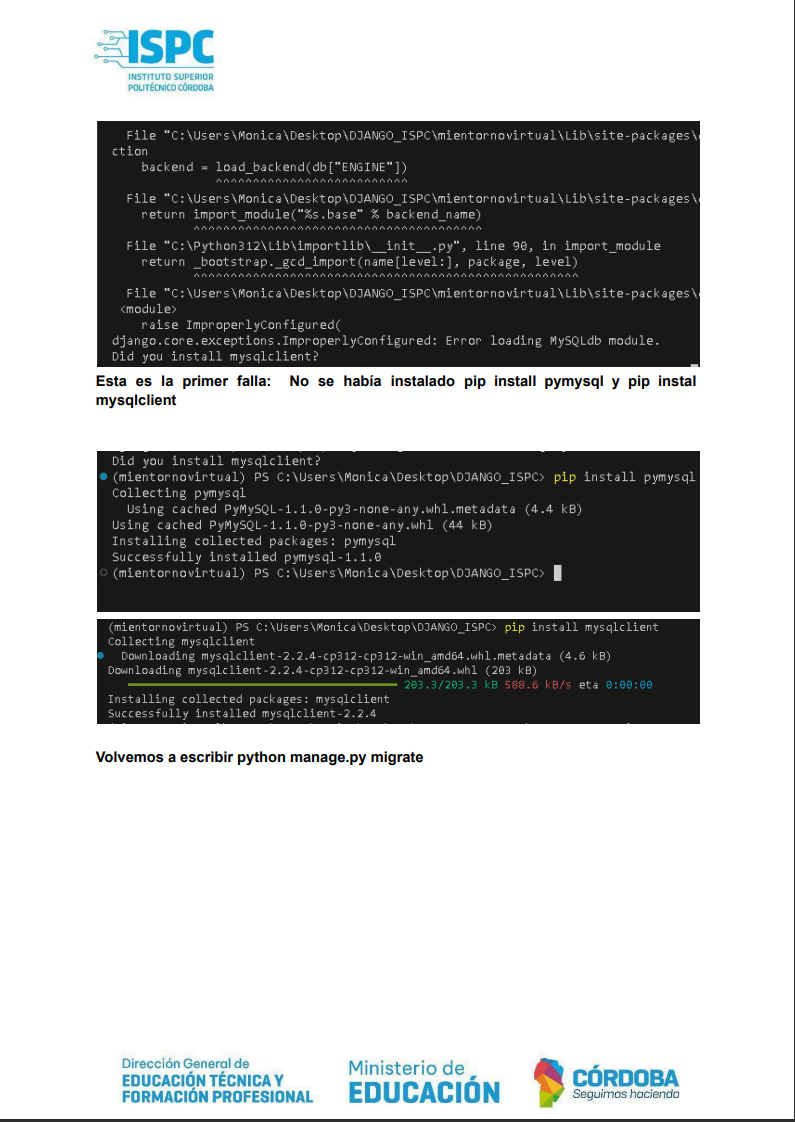 ISPC
INSTITUTO SUPERIOR
POLITÉCNICO CÓRDOBA
File "C:\Users\Monica\Desktop\DJANGO_ISPC\mientornovirtual\Lib\site-packages\
ction
backend = load_backend(db["ENGINE"])
^^^^^^^^^^^^^^^^^^^^^^^^^^
File "C:\Users\Monica\Desktop\DJANGO_ISPC\mientornovirtual\Lib\site-packages\
return import_module("%s.base" % backend_name)
^^^^^^^^^^^^^^^^^^^^^^^^^^^^^^^^^^^^^^^
File "C:\Python312\Lib\importlib\__init__.py", line 90, in import_module
return _bootstrap._gcd_import(name[level:], package, level)
^^^^^^^^^^^^^^^^^^^^^^^^^^^^^^^^^^^^^^^^^^^^^^^^^^^^
File "C:\Users\Monica\Desktop\DJANGO_ISPC\mientornovirtual\Lib\site-packages\
<module>
raise ImproperlyConfigured(
django.core.exceptions.ImproperlyConfigured: Error loading MySQLdb module.
Did you install mysqlclient?
Esta es la primer falla: No se había instalado pip install pymysql y pip instal
mysqlclient
Did you install mysqlclient?
(mientornovirtual) PS C:\Users\Monica\Desktop\DJANGO_ISPC> pip install pymysql
Collecting pymysql
Using cached PyMySQL-1.1.0-py3-none-any.whl.metadata (4.4 kB)
Using cached PyMySQL-1.1.0-py3-none-any.whl (44 kB)
Installing collected packages: pymysql
Successfully installed pymysql-1.1.0
(mientornovirtual) PS C:\Users\Monica\Desktop\DJANGO_ISPC>
(mientornovirtual) PS C:\Users\Monica\Desktop\DJANGO_ISPC> pip install mysqlclient
Collecting mysqlclient
Downloading mysqlclient-2.2.4-cp312-cp312-win_amd64.whl.metadata (4.6 kB)
Downloading mysqlclient-2.2.4-cp312-cp312-win_amd64.whl (203 kB)
203.3/203.3 kB 588.6 kB/s eta 0:00:00
Installing collected packages: mysqlclient
Successfully installed mysqlclient-2.2.4
Volvemos a escribir python manage.py migrate
Dirección General de
EDUCACIÓN TÉCNICA Y
FORMACIÓN PROFESIONAL
Ministerio de
EDUCACIÓN
CÓRDOBA
Seguimos haciendo